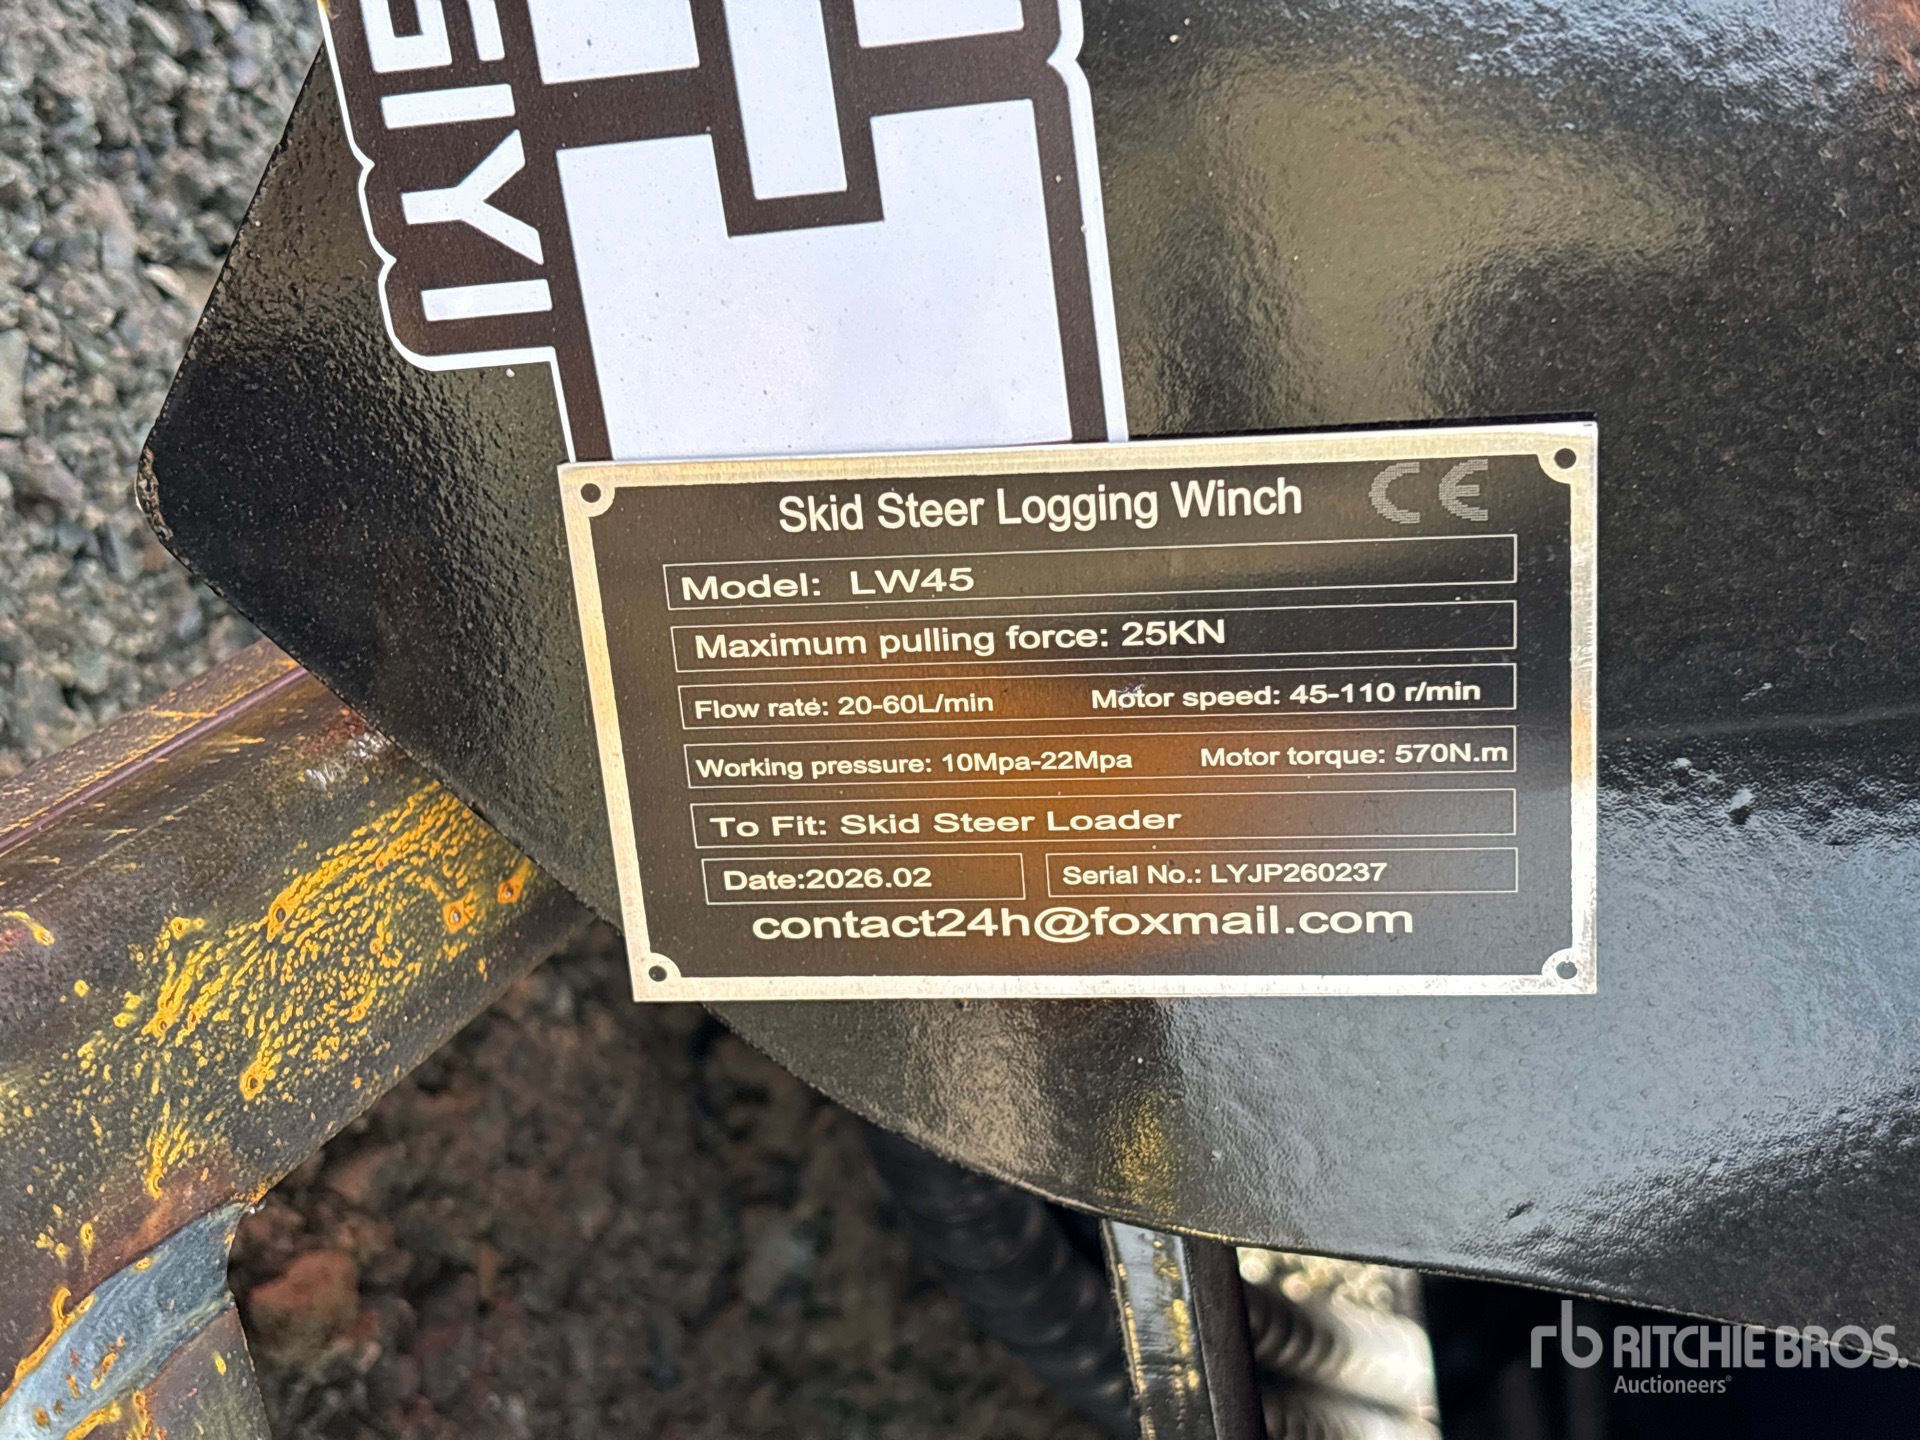 Skid Steer Logging Winch CE
Model: LW45
Maximum pulling force: 25KN
Flow rate: 20-60L/min Motor speed: 45-110 r/min
Working pressure: 10Mpa-22Mpa Motor torque: 570N.m
To Fit: Skid Steer Loader
Date:2026.02 Serial No.: LYJP260237
contact24h@foxmail.com
rb RITCHIE BROS.
Auctioneers